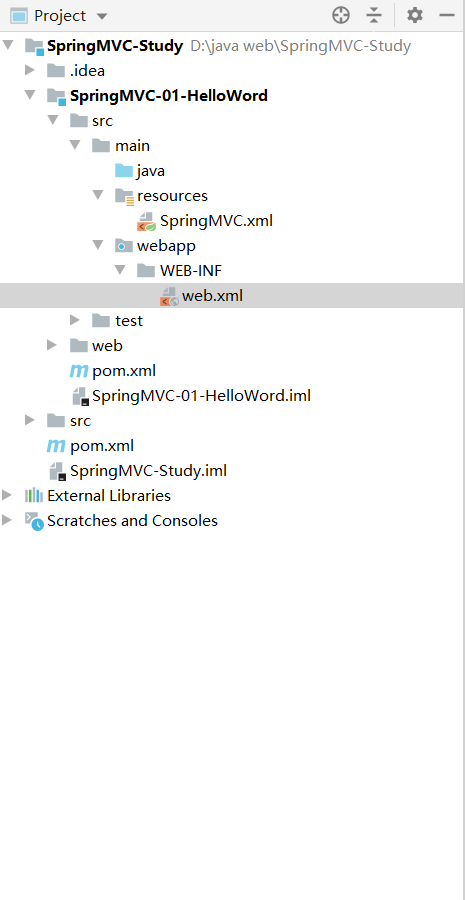 Project
SpringMVC-Study D:\java web\SpringMVC-Study
.idea
SpringMVC-01-HelloWord
src
main
java
resources
SpringMVC.xml
webapp
WEB-INF
web.xml
test
web
pom.xml
SpringMVC-01-HelloWord.iml
src
pom.xml
SpringMVC-Study.iml
External Libraries
Scratches and Consoles